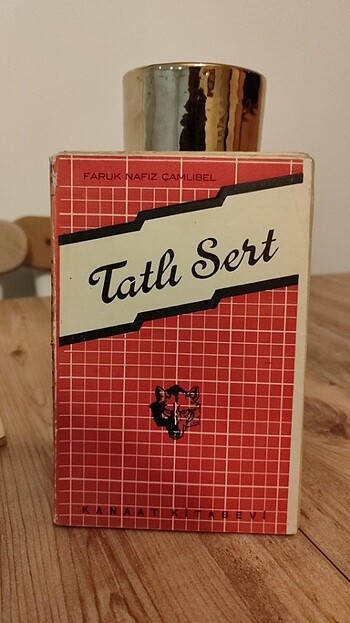 FARUK NAFIZ ÇAMLIBEL
Tatlı Sert
KANAAT KİTABEVİ